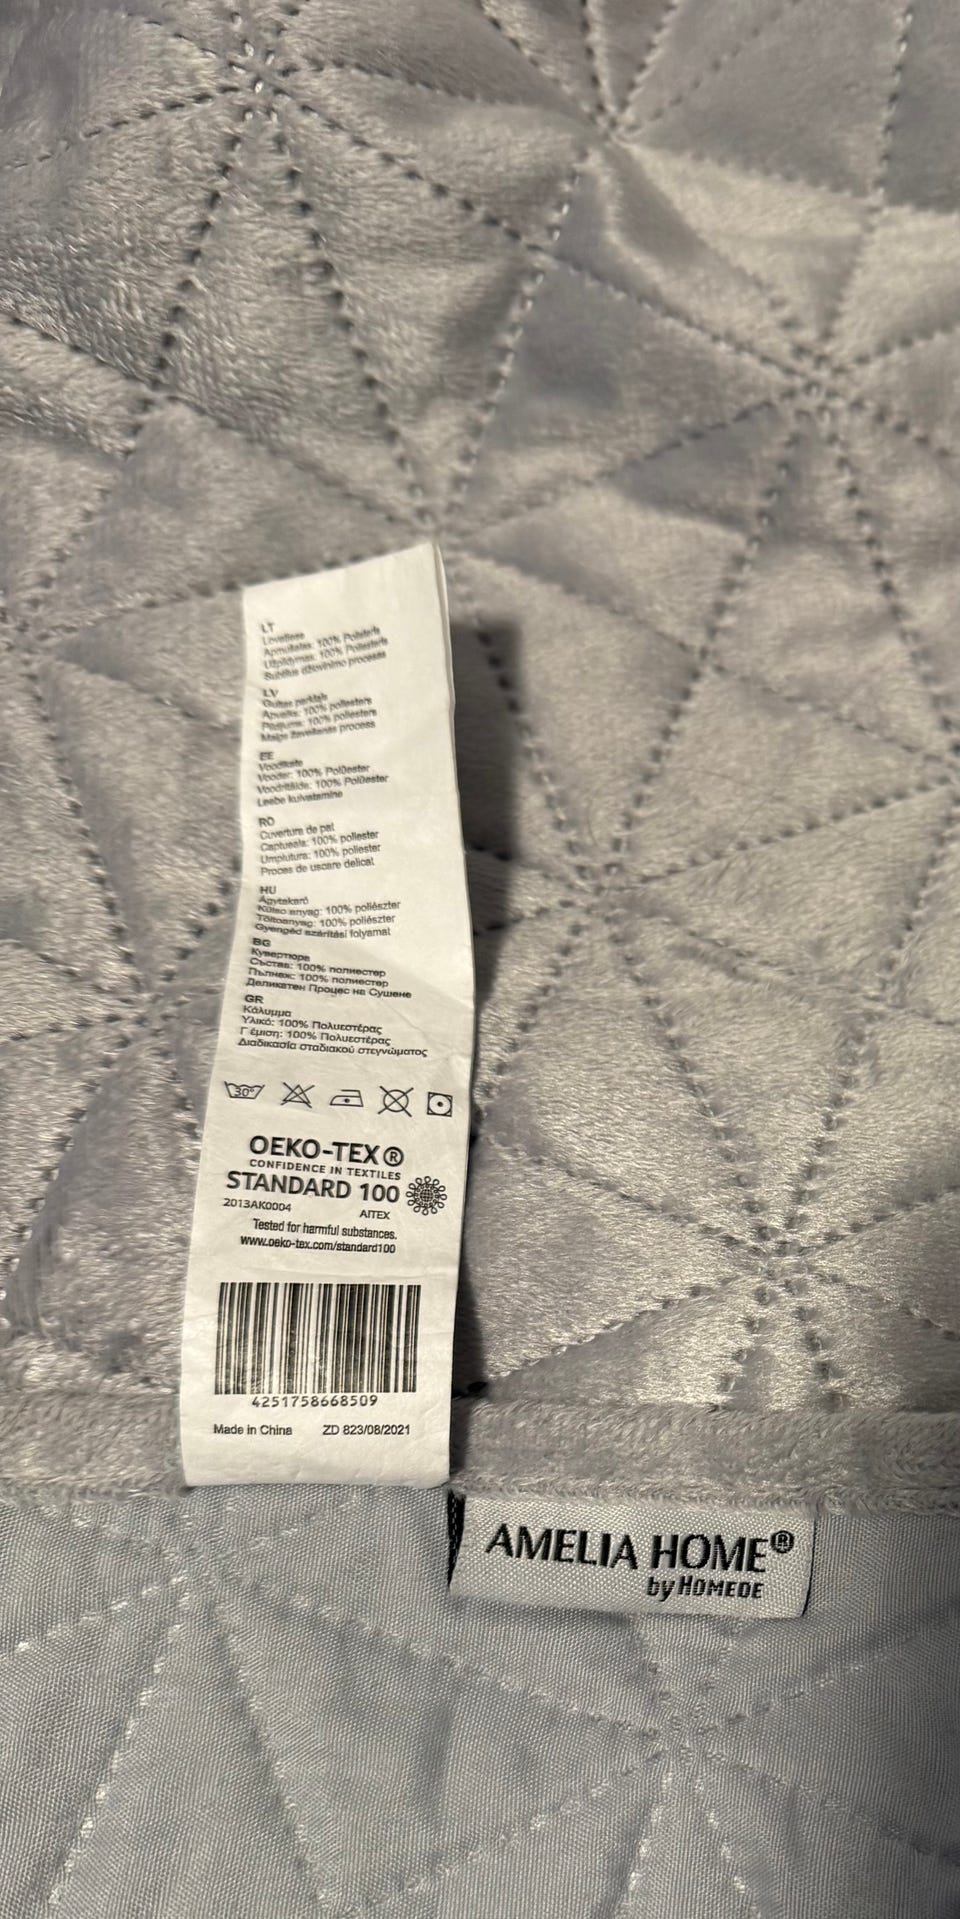 LT
Lovatiesė
Apmušalas: 100% Poliesteris
Užpildymas: 100% Poliesteris
Subtilus džiovinimo procesas
LV
Gultas pārklājs
Apvalks: 100% poliesters
Pildījums: 100% poliesters
Maigs žāvēšanas process
EE
Vooditekk
Vooder: 100% Polüester
Voodritäide: 100% Polüester
Leebe kuivatamine
RO
Cuvertura de pat
Captuseala: 100% poliester
Umplutura: 100% poliester
Proces de uscare delicat
HU
Ágytakaró
Külső anyag: 100% poliészter
Töltőanyag: 100% poliészter
Gyengéd szárítási folyamat
BG
Кувертюра
Състав: 100% полиестер
Пълнеж: 100% полиестер
Деликатен Процес на Сушене
GR
Κάλυμμα
Υλικό: 100% Πολυεστέρας
Γέμιση: 100% Πολυεστέρας
Διαδικασία σταδιακού στεγνώματος
30°
OEKO-TEX®
CONFIDENCE IN TEXTILES
STANDARD 100
2013AK0004 AITEX
Tested for harmful substances.
www.oeko-tex.com/standard100
4251758668509
Made in China ZD 823/08/2021
AMELIA HOME®
by HOMEDE